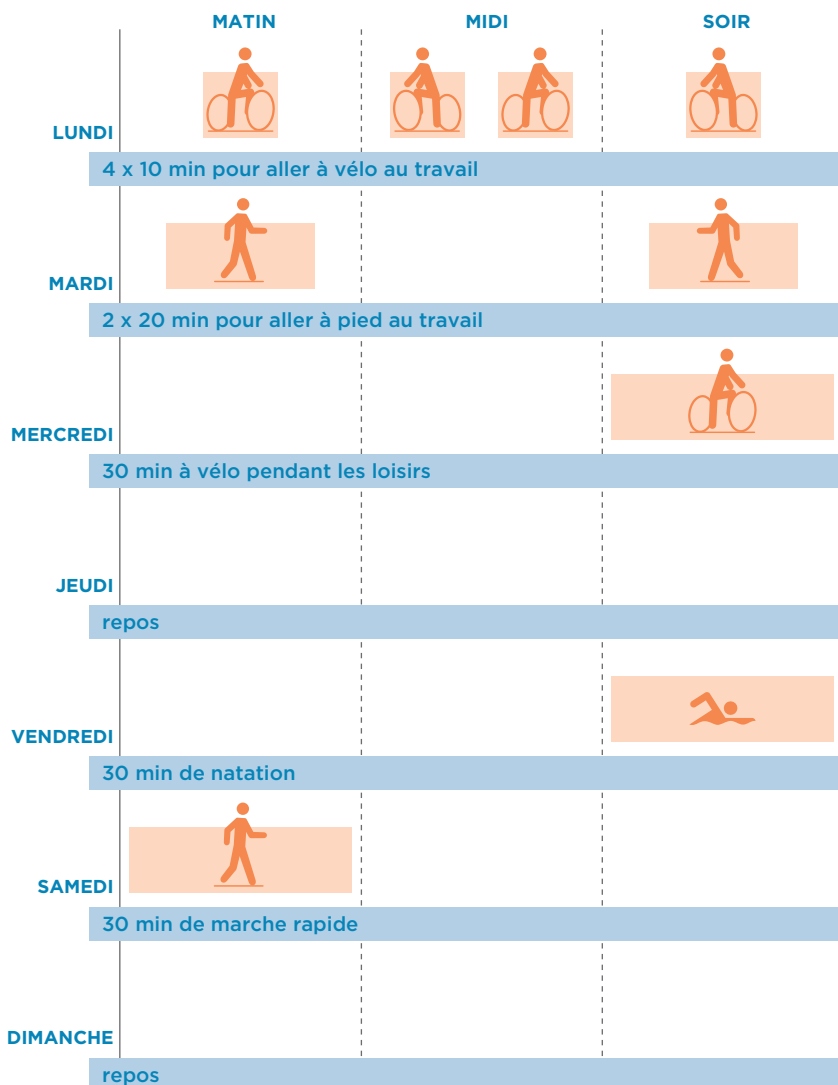 MATIN MIDI SOIR
LUNDI
4 x 10 min pour aller à vélo au travail
MARDI
2 x 20 min pour aller à pied au travail
MERCREDI
30 min à vélo pendant les loisirs
JEUDI
repos
VENDREDI
30 min de natation
SAMEDI
30 min de marche rapide
DIMANCHE
repos